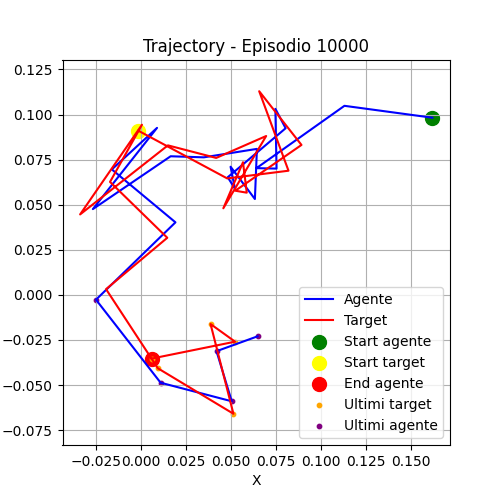 Trajectory - Episodio 10000
0.125
0.100
0.075
0.050
0.025
0.000
−0.025
−0.050
−0.075
−0.025 0.000 0.025 0.050 0.075 0.100 0.125 0.150
X
Agente
Target
Start agente
Start target
End agente
Ultimi target
Ultimi agente